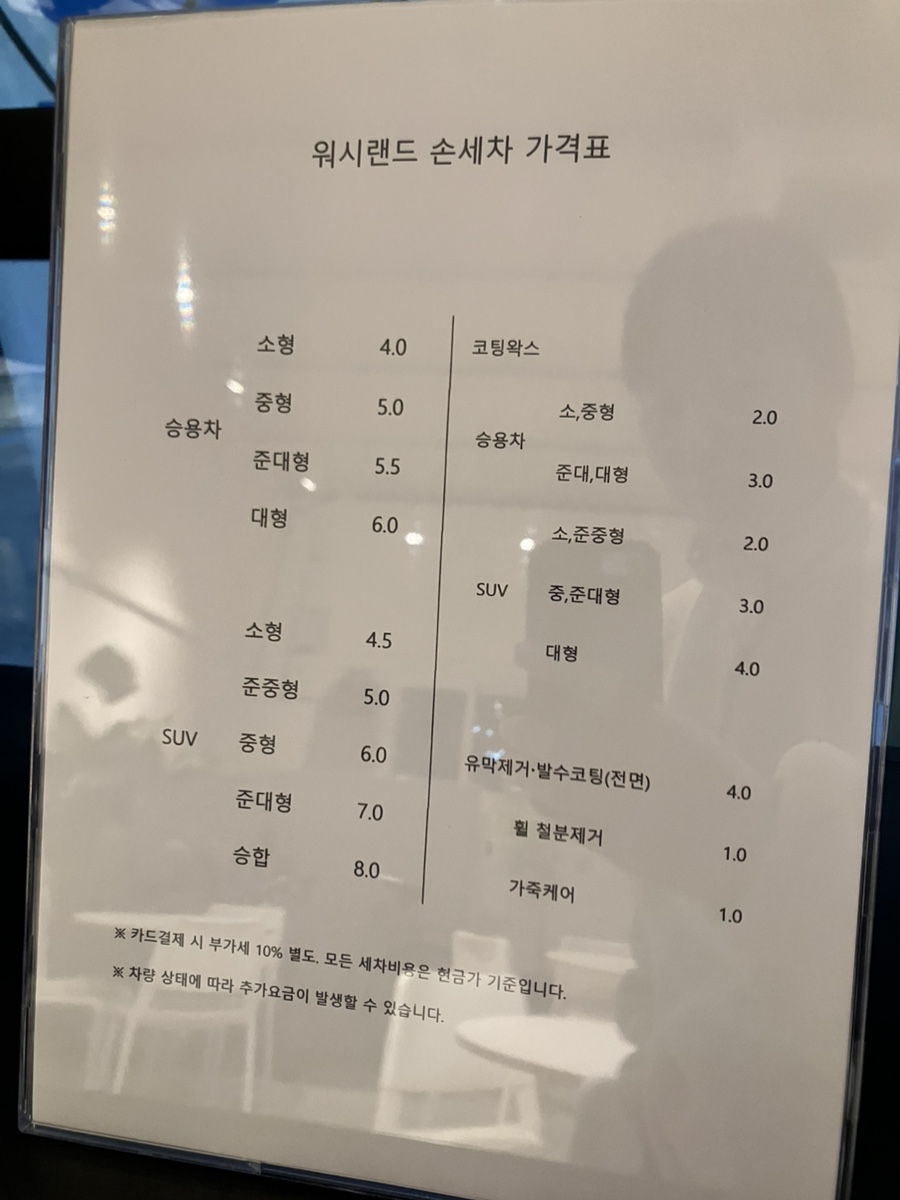 워시랜드 손세차 가격표
승용차
소형 4.0
중형 5.0
준대형 5.5
대형 6.0
SUV
소형 4.5
준중형 5.0
중형 6.0
준대형 7.0
승합 8.0
코팅왁스
승용차
소,중형 2.0
준대,대형 3.0
SUV
소,준중형 2.0
중,준대형 3.0
대형 4.0
유막제거·발수코팅(전면) 4.0
휠 철분제거 1.0
가죽케어 1.0
※ 카드결제 시 부가세 10% 별도. 모든 세차비용은 현금가 기준입니다.
※ 차량 상태에 따라 추가요금이 발생할 수 있습니다.